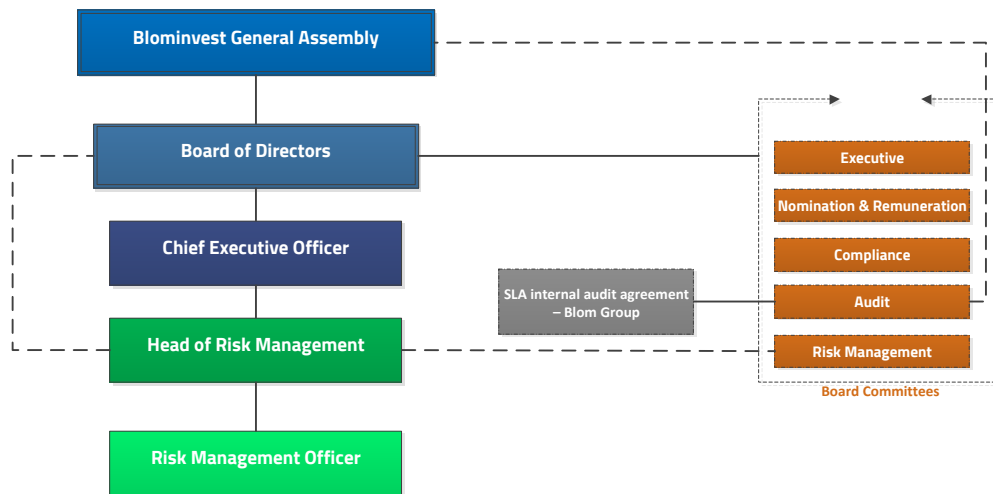 Blominvest General Assembly
Board of Directors
Chief Executive Officer
Head of Risk Management
Risk Management Officer
SLA internal audit agreement
– Blom Group
Executive
Nomination & Remuneration
Compliance
Audit
Risk Management
Board Committees